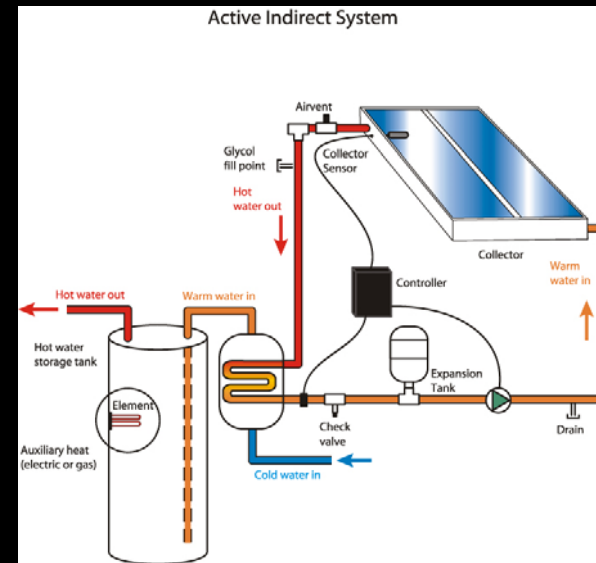 Active Indirect System
Airvent
Glycol
fill point
Collector
Sensor
Hot
water out
Collector
Warm
water in
Controller
Hot water out
Warm water in
Hot water
storage tank
Expansion
Tank
Element
Check
valve
Drain
Auxiliary heat
(electric or gas)
Cold water in